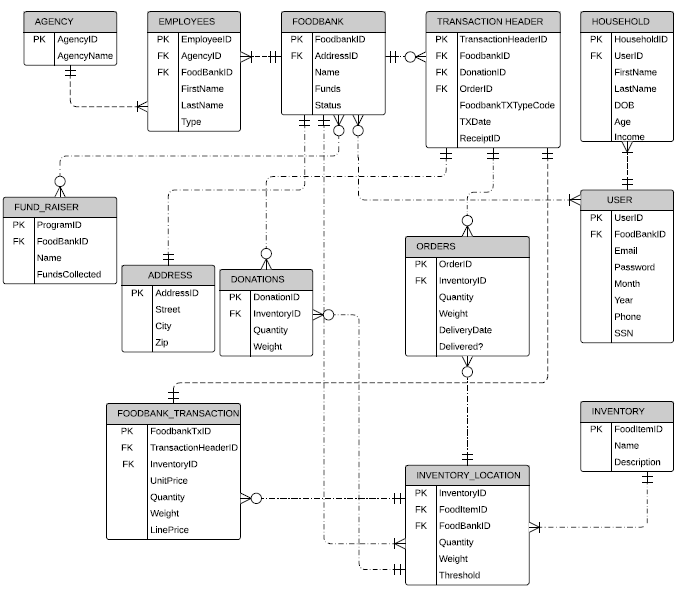 AGENCY
PK AgencyID
AgencyName
EMPLOYEES
PK EmployeeID
FK AgencyID
FK FoodBankID
FirstName
LastName
Type
FOODBANK
PK FoodbankID
FK AddressID
Name
Funds
Status
TRANSACTION HEADER
PK TransactionHeaderID
FK FoodbankID
FK DonationID
FK OrderID
FoodbankTXTypeCode
TXDate
ReceiptID
HOUSEHOLD
PK HouseholdID
FK UserID
FirstName
LastName
DOB
Age
Income
FUND_RAISER
PK ProgramID
FK FoodBankID
Name
FundsCollected
ADDRESS
PK AddressID
Street
City
Zip
DONATIONS
PK DonationID
FK InventoryID
Quantity
Weight
ORDERS
PK OrderID
FK InventoryID
Quantity
Weight
DeliveryDate
Delivered?
USER
PK UserID
FK FoodBankID
Email
Password
Month
Year
Phone
SSN
FOODBANK_TRANSACTION
PK FoodbankTxID
FK TransactionHeaderID
FK InventoryID
UnitPrice
Quantity
Weight
LinePrice
INVENTORY_LOCATION
PK InventoryID
FK FoodItemID
FK FoodBankID
Quantity
Weight
Threshold
INVENTORY
PK FoodItemID
Name
Description